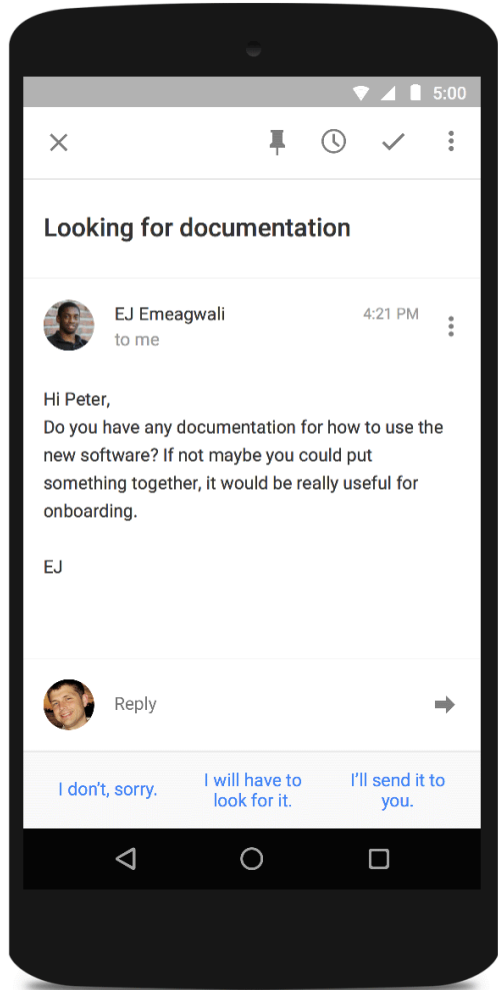 5:00
Looking for documentation
EJ Emeagwali
4:21 PM
to me
Hi Peter,
Do you have any documentation for how to use the
new software? If not maybe you could put
something together, it would be really useful for
onboarding.
EJ
Reply
I don't, sorry.
I will have to
look for it.
I'll send it to
you.